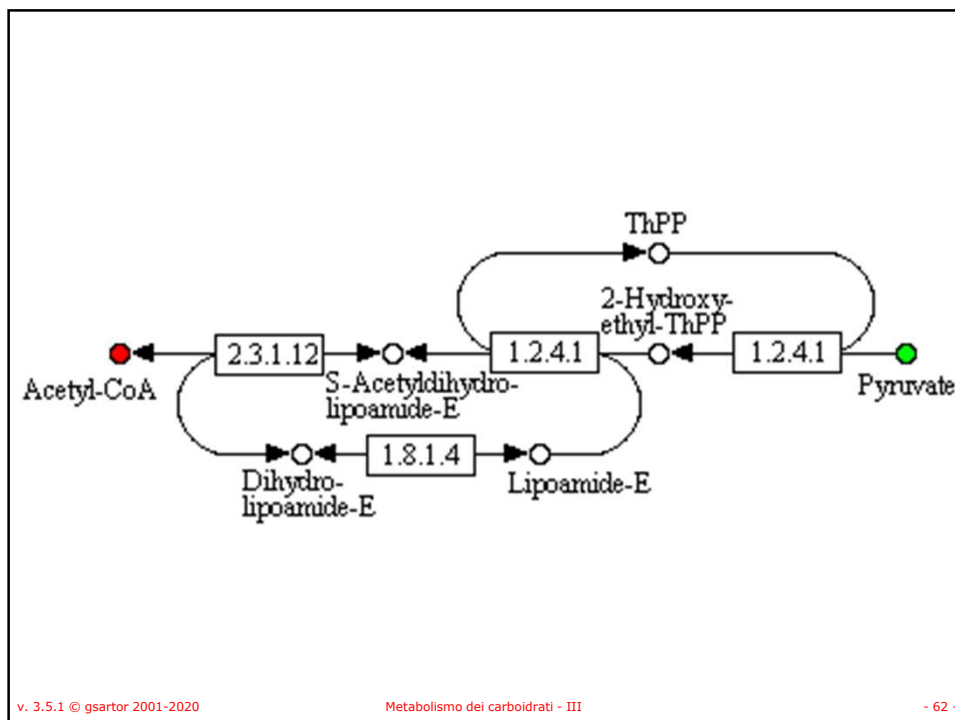 ThPP
2-Hydroxy-
ethyl-ThPP
2.3.1.12
1.2.4.1
1.2.4.1
Acetyl-CoA
S-Acetyldihydro-
lipoamide-E
Pyruvate
1.8.1.4
Dihydro-
lipoamide-E
Lipoamide-E
v. 3.5.1 © gsartor 2001-2020
Metabolismo dei carboidrati - III
- 62 -